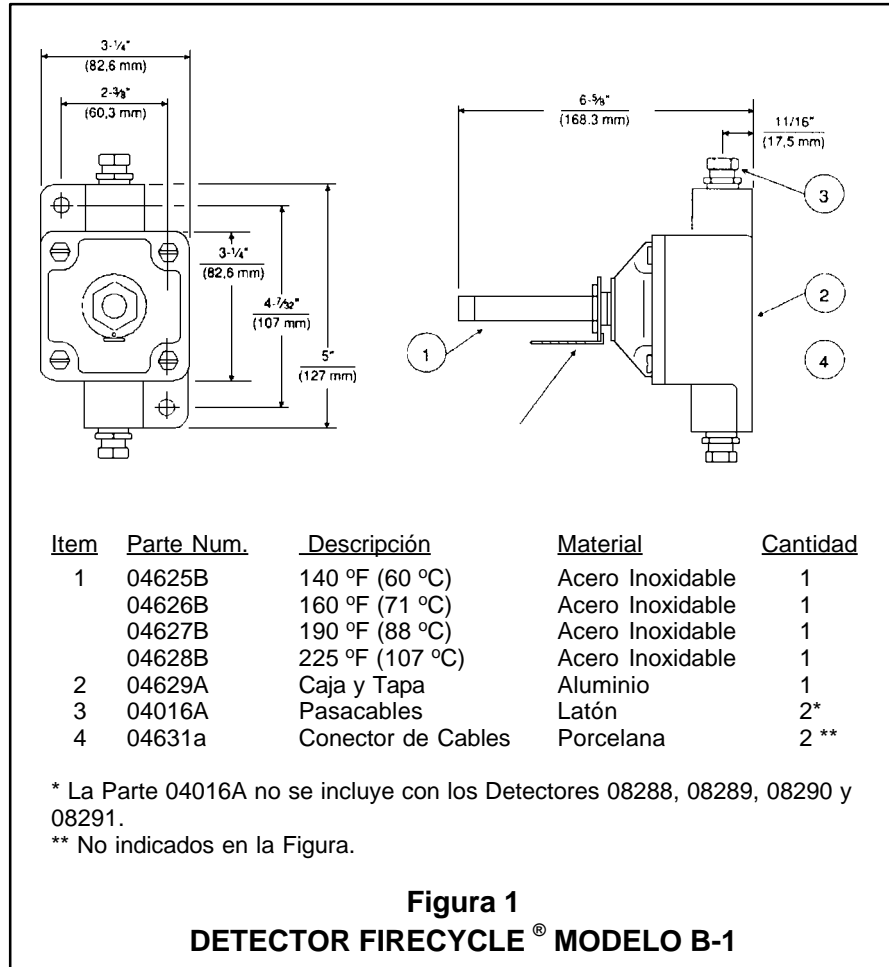 3-¼"
(82,6 mm)
2-⅜"
(60,3 mm)
3-¼"
(82,6 mm)
4-7/32"
(107 mm)
5"
(127 mm)
6-⅝"
(168.3 mm)
11/16"
(17,5 mm)
1
2
3
4
Item Parte Num. Descripción Material Cantidad
1 04625B 140 ºF (60 ºC) Acero Inoxidable 1
04626B 160 ºF (71 ºC) Acero Inoxidable 1
04627B 190 ºF (88 ºC) Acero Inoxidable 1
04628B 225 ºF (107 ºC) Acero Inoxidable 1
2 04629A Caja y Tapa Aluminio 1
3 04016A Pasacables Latón 2*
4 04631a Conector de Cables Porcelana 2 **
* La Parte 04016A no se incluye con los Detectores 08288, 08289, 08290 y
08291.
** No indicados en la Figura.
Figura 1
DETECTOR FIRECYCLE ® MODELO B-1